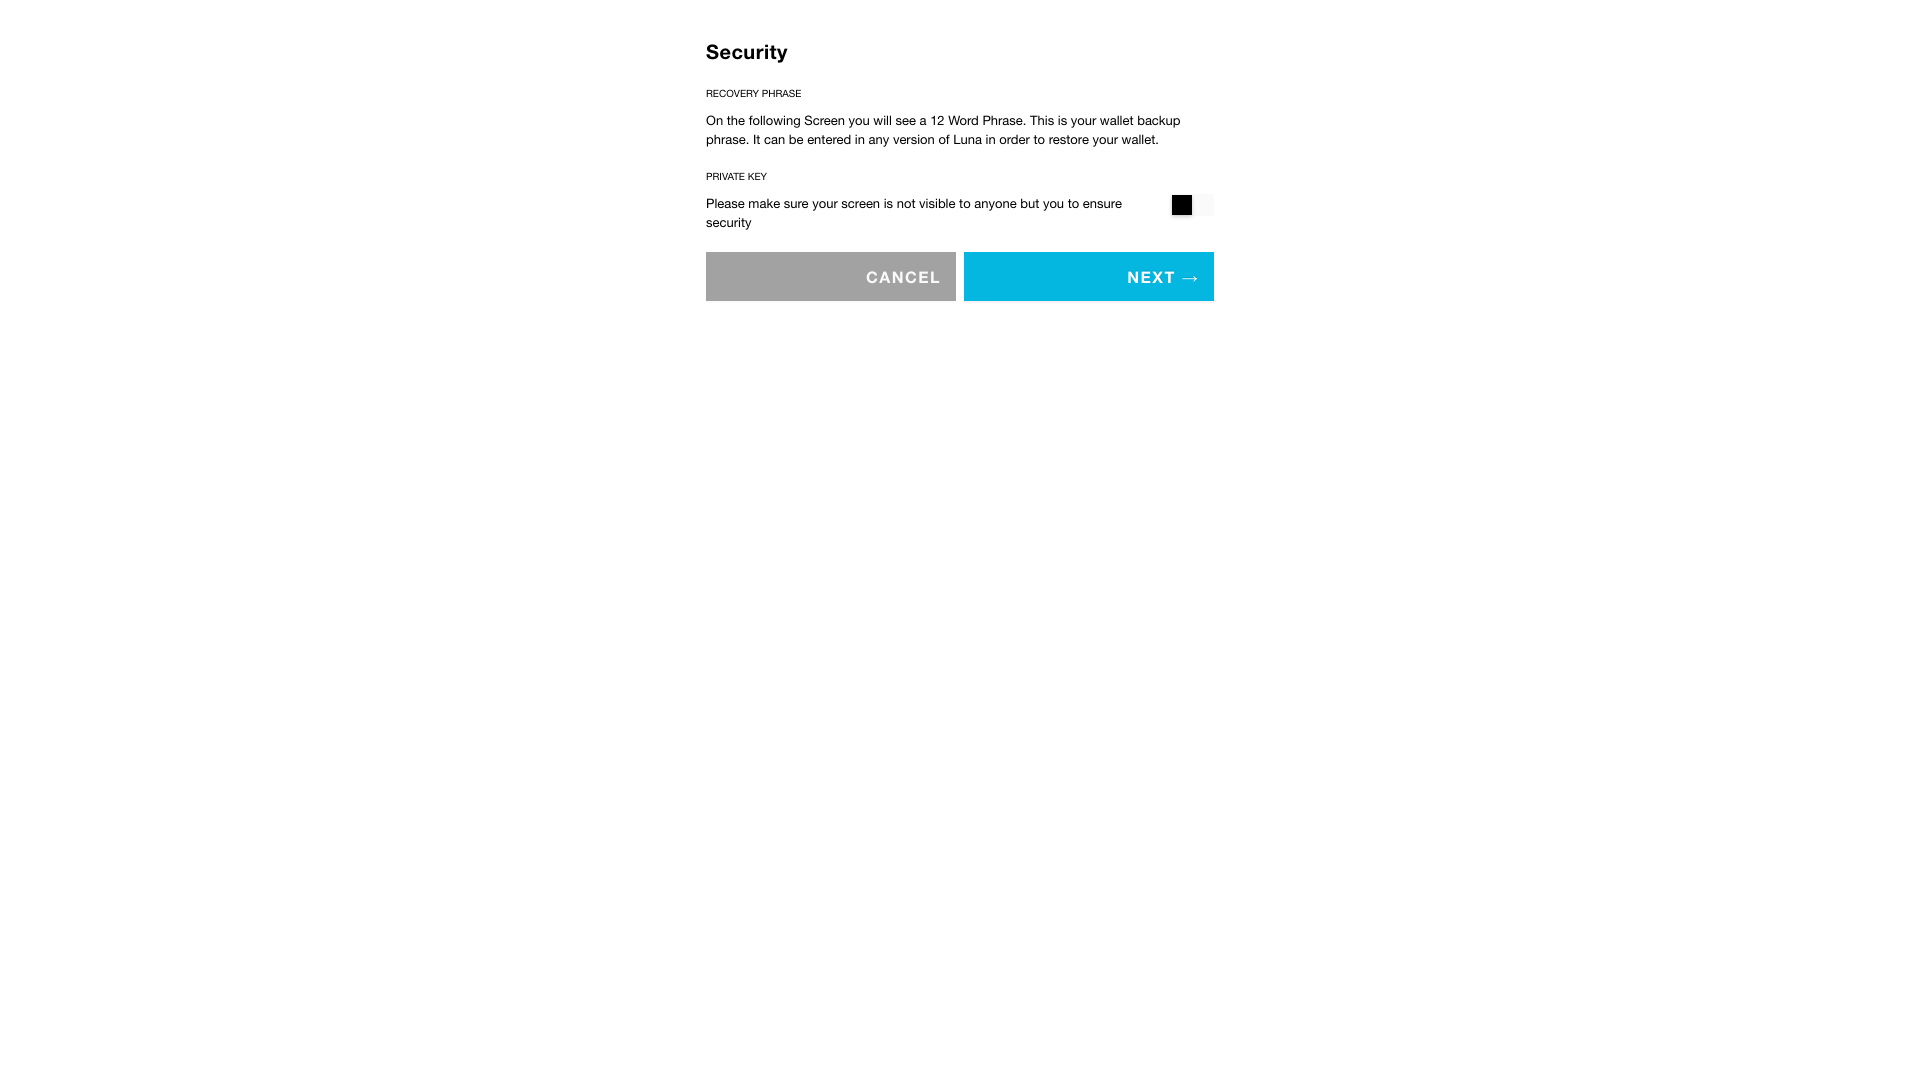 Security
RECOVERY PHRASE
On the following Screen you will see a 12 Word Phrase. This is your wallet backup
phrase. It can be entered in any version of Luna in order to restore your wallet.
PRIVATE KEY
Please make sure your screen is not visible to anyone but you to ensure
security
CANCEL
NEXT →